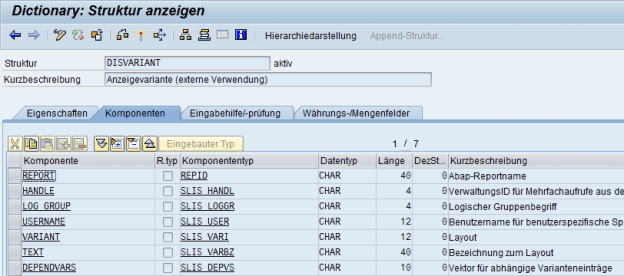 Dictionary: Struktur anzeigen
Hierarchiedarstellung Append-Struktur...
Struktur DISVARIANT aktiv
Kurzbeschreibung Anzeigevariante (externe Verwendung)
Eigenschaften Komponenten Eingabehilfe/-prüfung Währungs-/Mengenfelder
Eingebauter Typ 1 / 7
Komponente R.typ Komponententyp Datentyp Länge DezSt... Kurzbeschreibung
REPORT REPID CHAR 40 0 Abap-Reportname
HANDLE SLIS_HANDL CHAR 4 0 VerwaltungsID für Mehrfachaufrufe aus de
LOG_GROUP SLIS_LOGGR CHAR 4 0 Logischer Gruppenbegriff
USERNAME SLIS_USER CHAR 12 0 Benutzername für benutzerspezifische Sp
VARIANT SLIS_VARI CHAR 12 0 Layout
TEXT SLIS_VARBZ CHAR 40 0 Bezeichnung zum Layout
DEPENDVARS SLIS_DEPVS CHAR 10 0 Vektor für abhängige Varianteneinträge